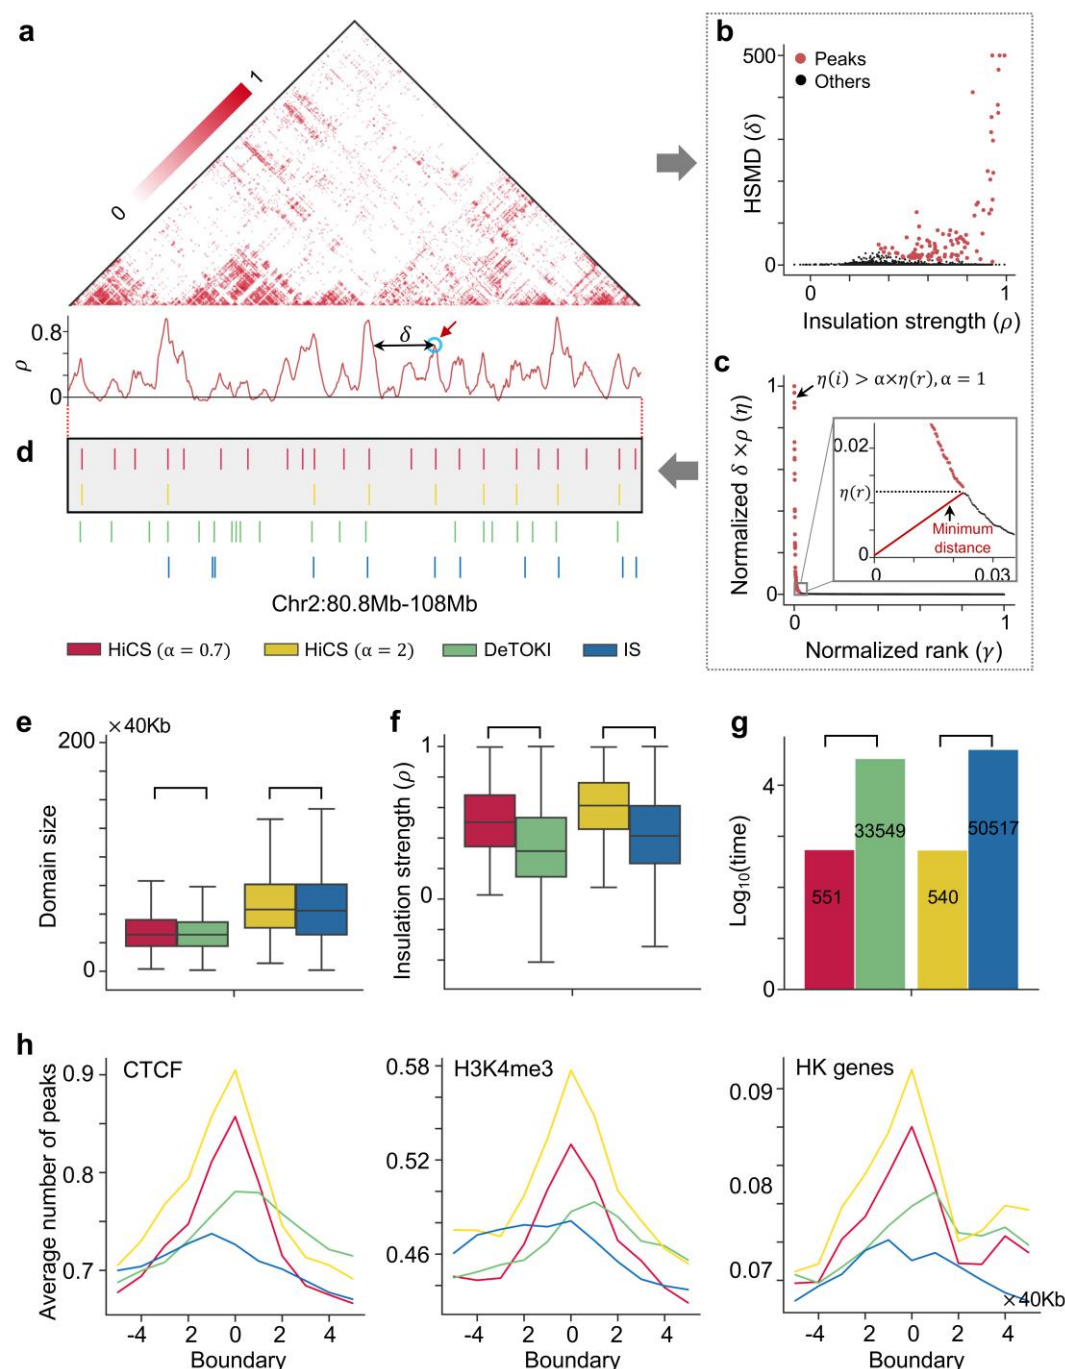 a
1
0
0.8
ρ
0
δ
b
500
Peaks
Others
HSMD (δ)
0
0
1
Insulation strength (ρ)
c
η(i) > α×η(r), α = 1
1
Normalized δ ×ρ (η)
0.02
η(r)
Minimum
distance
0
0
0.03
0
0
1
Normalized rank (γ)
d
Chr2:80.8Mb-108Mb
HiCS (α = 0.7)
HiCS (α = 2)
DeTOKI
IS
e
×40Kb
200
Domain size
0
f
1
Insulation strength (ρ)
0
g
4
Log10(time)
0
551
33549
540
50517
h
Average number of peaks
CTCF
0.9
0.8
0.7
-4 -2 0 2 4
Boundary
H3K4me3
0.58
0.52
0.46
-4 -2 0 2 4
Boundary
HK genes
0.09
0.08
0.07
×40Kb
-4 -2 0 2 4
Boundary